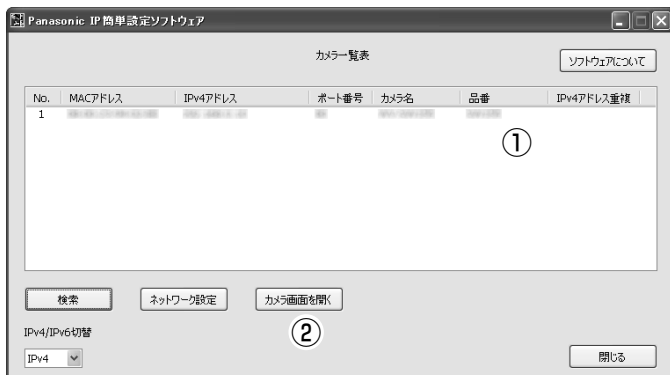 Panasonic IP簡単設定ソフトウェア
カメラ一覧表
ソフトウェアについて
No. MACアドレス IPv4アドレス ポート番号 カメラ名 品番 IPv4アドレス重複
1
①
検索 ネットワーク設定 カメラ画面を開く
②
IPv4/IPv6切替
IPv4 閉じる